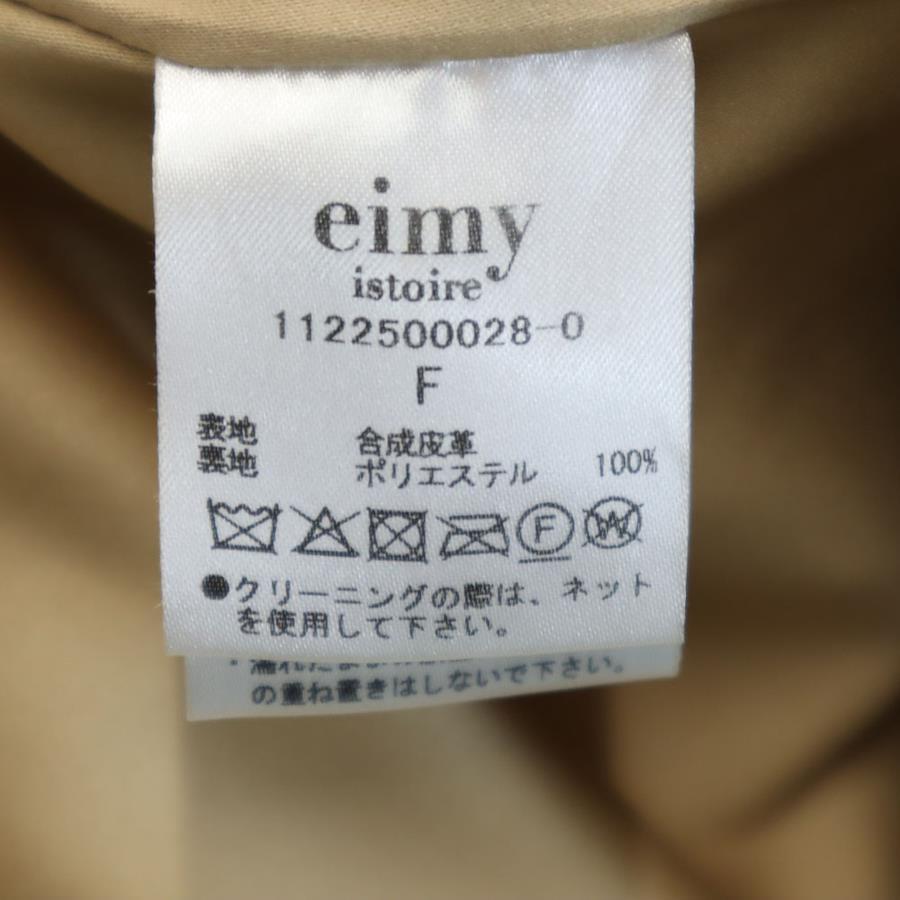 eimy
istoire
1122500028-0
F
表地 合成皮革
裏地 ポリエステル 100%
F W
●クリーニングの際は、ネット
を使用して下さい。
の重ね置きはしないで下さい。